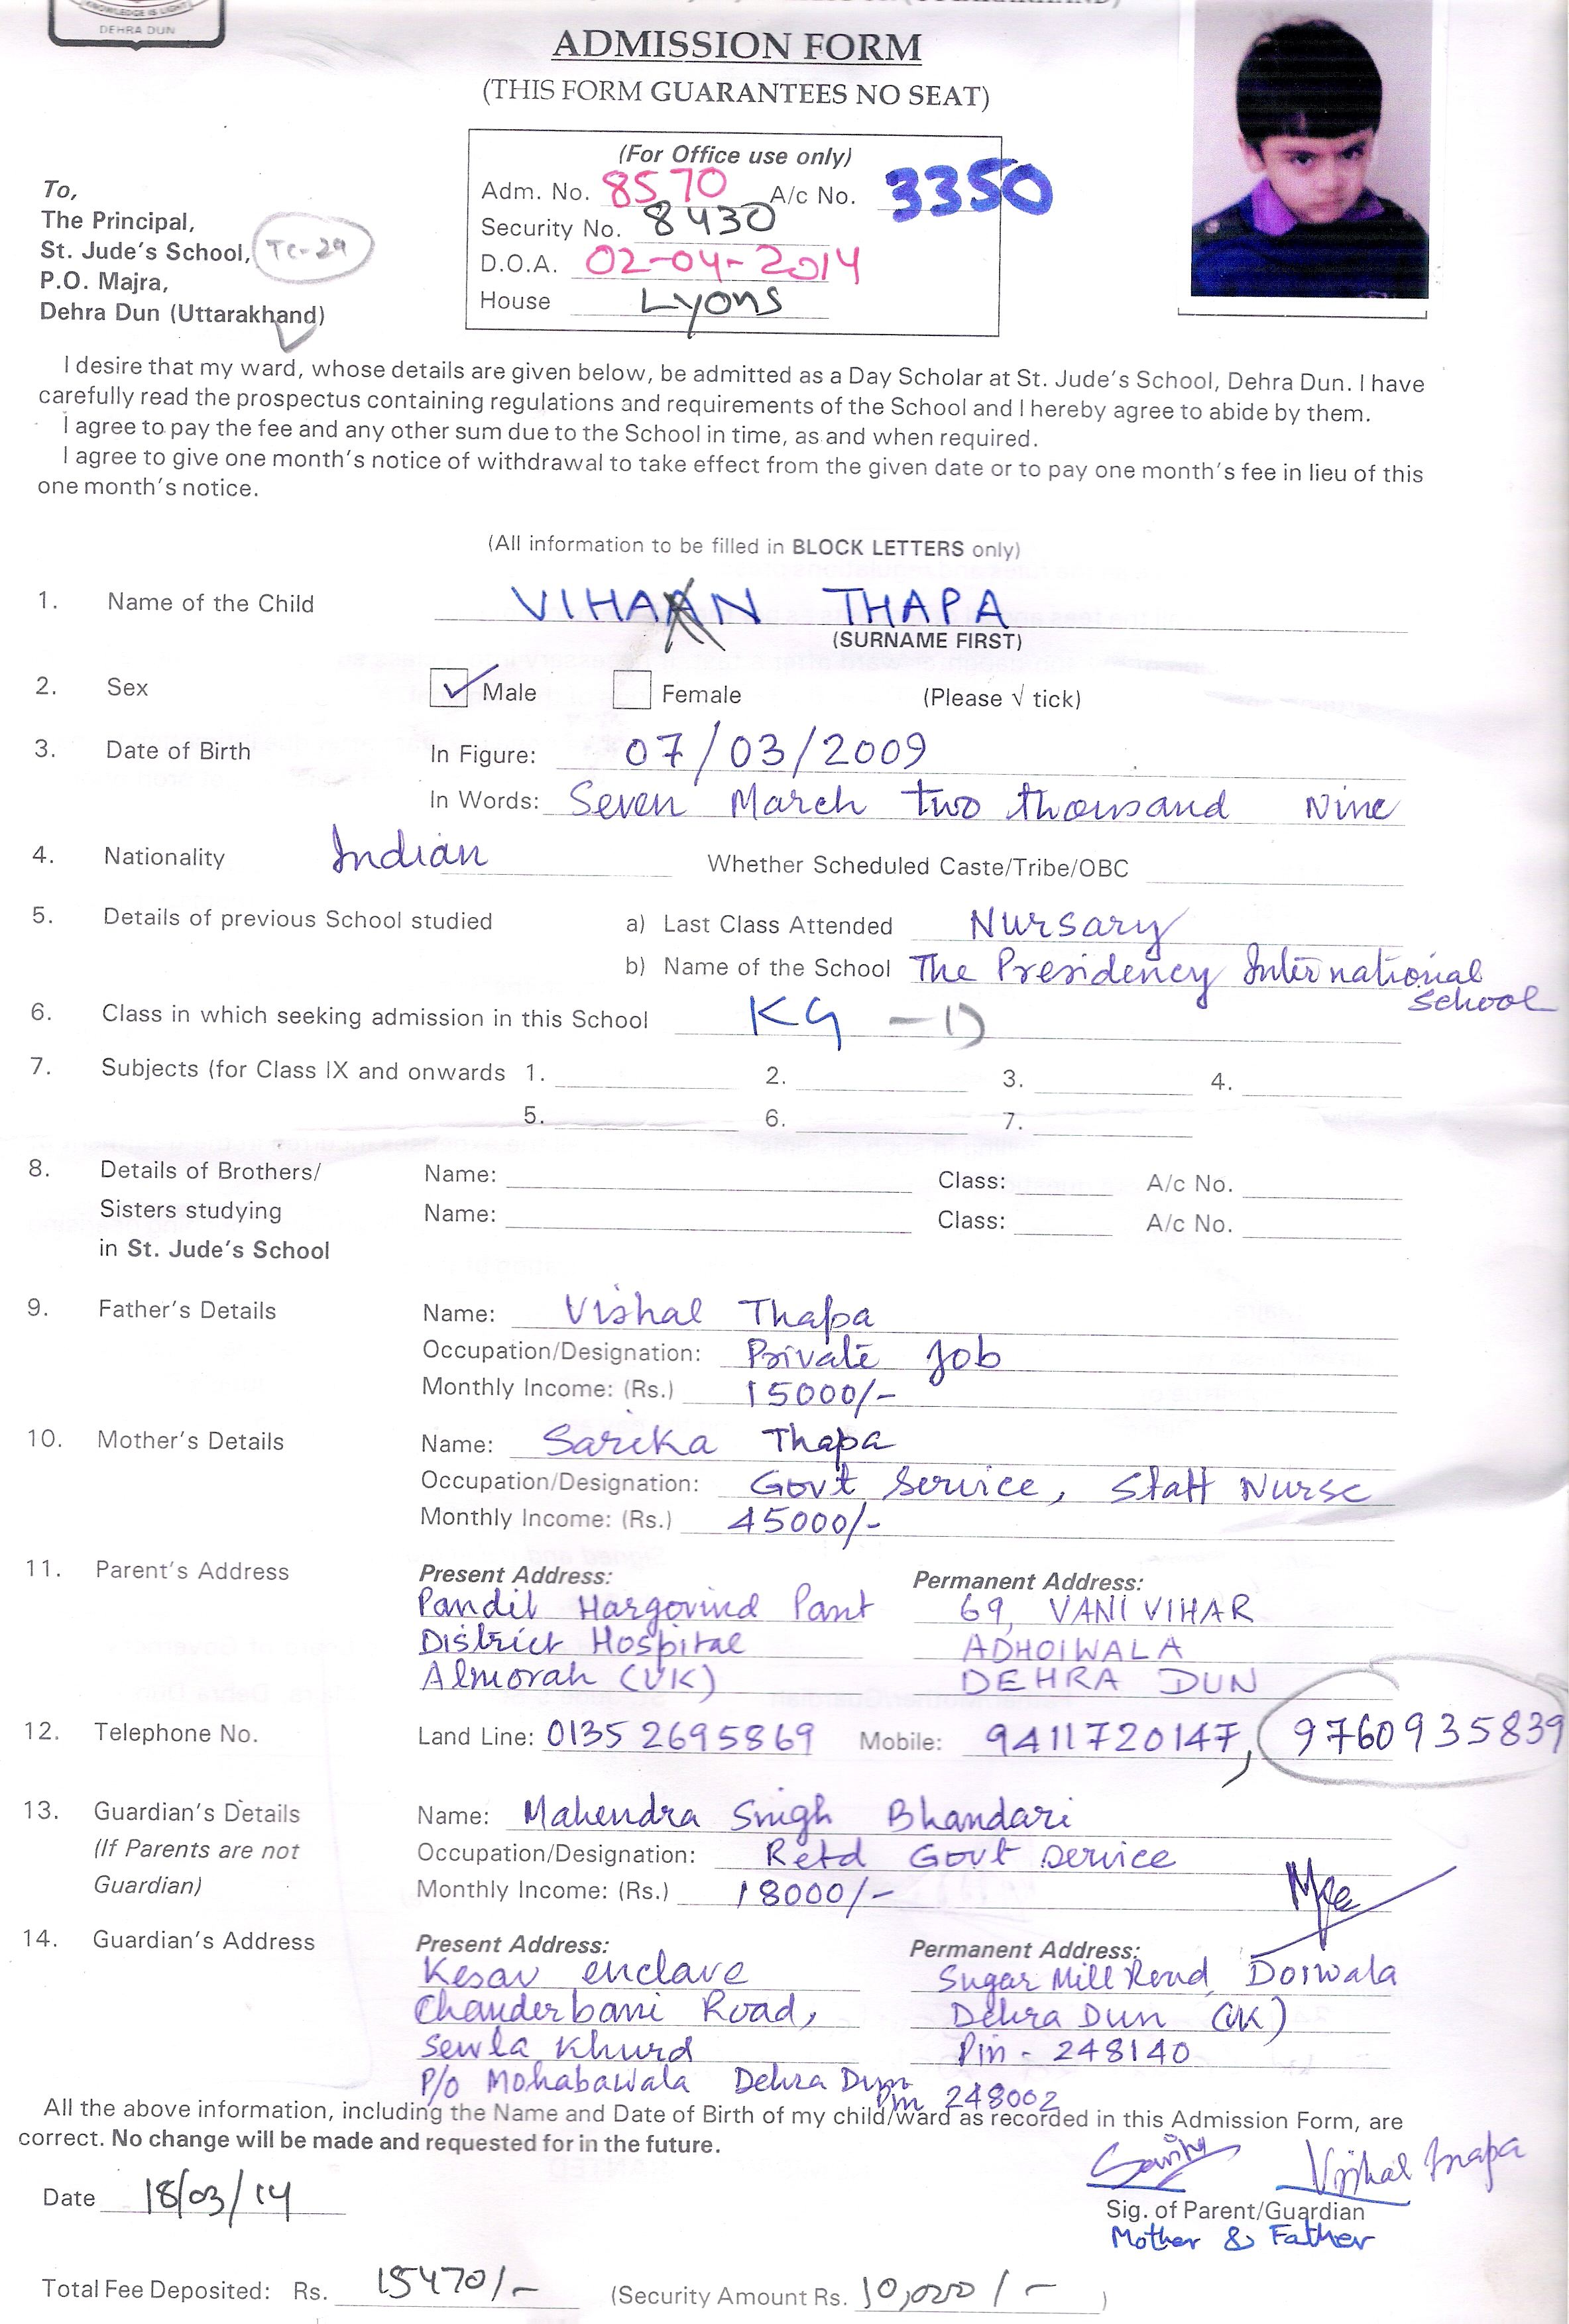 KNOWLEDGE IS LIGHT
DEHRA DUN
ADMISSION FORM
(THIS FORM GUARANTEES NO SEAT)
(For Office use only)
Adm. No. 8570 A/c No. 3350
Security No. 8430
D.O.A. 02-04-2014
House Lyons
To,
The Principal,
St. Jude's School, TC-29
P.O. Majra,
Dehra Dun (Uttarakhand)
I desire that my ward, whose details are given below, be admitted as a Day Scholar at St. Jude's School, Dehra Dun. I have
carefully read the prospectus containing regulations and requirements of the School and I hereby agree to abide by them.
I agree to pay the fee and any other sum due to the School in time, as and when required.
I agree to give one month's notice of withdrawal to take effect from the given date or to pay one month's fee in lieu of this
one month's notice.
(All information to be filled in BLOCK LETTERS only)
1. Name of the Child VIHAAN THAPA
(SURNAME FIRST)
2. Sex Male Female (Please √ tick)
3. Date of Birth In Figure: 07/03/2009
In Words: Seven March two thousand Nine
4. Nationality Indian Whether Scheduled Caste/Tribe/OBC
5. Details of previous School studied a) Last Class Attended Nursary
b) Name of the School The Presidency International
School
6. Class in which seeking admission in this School KG - D
7. Subjects (for Class IX and onwards 1. 2. 3. 4.
5. 6. 7.
8. Details of Brothers/ Name: Class: A/c No.
Sisters studying Name: Class: A/c No.
in St. Jude's School
9. Father's Details Name: Vishal Thapa
Occupation/Designation: Private Job
Monthly Income: (Rs.) 15000/-
10. Mother's Details Name: Sarika Thapa
Occupation/Designation: Govt Service, Staff Nurse
Monthly Income: (Rs.) 45000/-
11. Parent's Address Present Address: Permanent Address:
Pandit Hargovind Pant 69, VANI VIHAR
District Hospital ADHOIWALA
Almorah (UK) DEHRA DUN
12. Telephone No. Land Line: 0135 2695869 Mobile: 9411720147, 9760935839
13. Guardian's Details Name: Mahendra Singh Bhandari
(If Parents are not Occupation/Designation: Retd Govt Service
Guardian) Monthly Income: (Rs.) 18000/-
14. Guardian's Address Present Address: Permanent Address:
Kesav enclave Sugar Mill Road, Doiwala
Chanderbani Road, Dehra Dun (UK)
Sewla Khurd Pin - 248140
P/o Mohabawala Dehra Dun
Pin 248002
All the above information, including the Name and Date of Birth of my child/ward as recorded in this Admission Form, are
correct. No change will be made and requested for in the future.
Vishal Thapa
Date 18/03/14
Sig. of Parent/Guardian
Mother & Father
Total Fee Deposited: Rs. 15470/- (Security Amount Rs. 10,000/- )